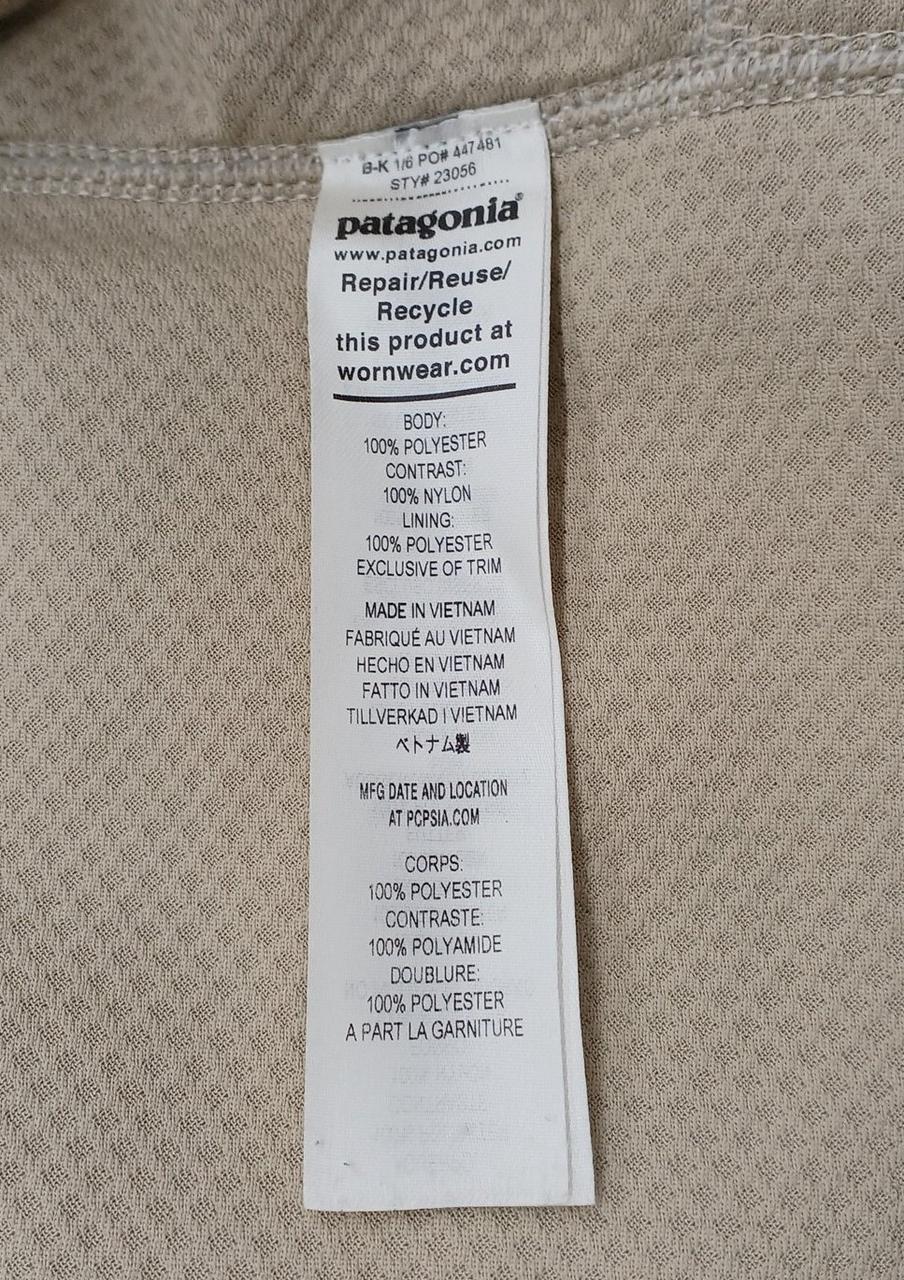 B-K 1/6 PO# 447481
STY# 23056
patagonia®
www.patagonia.com
Repair/Reuse/
Recycle
this product at
wornwear.com
BODY:
100% POLYESTER
CONTRAST:
100% NYLON
LINING:
100% POLYESTER
EXCLUSIVE OF TRIM
MADE IN VIETNAM
FABRIQUÉ AU VIETNAM
HECHO EN VIETNAM
FATTO IN VIETNAM
TILLVERKAD I VIETNAM
ベトナム製
MFG DATE AND LOCATION
AT PCPSIA.COM
CORPS:
100% POLYESTER
CONTRASTE:
100% POLYAMIDE
DOUBLURE:
100% POLYESTER
A PART LA GARNITURE